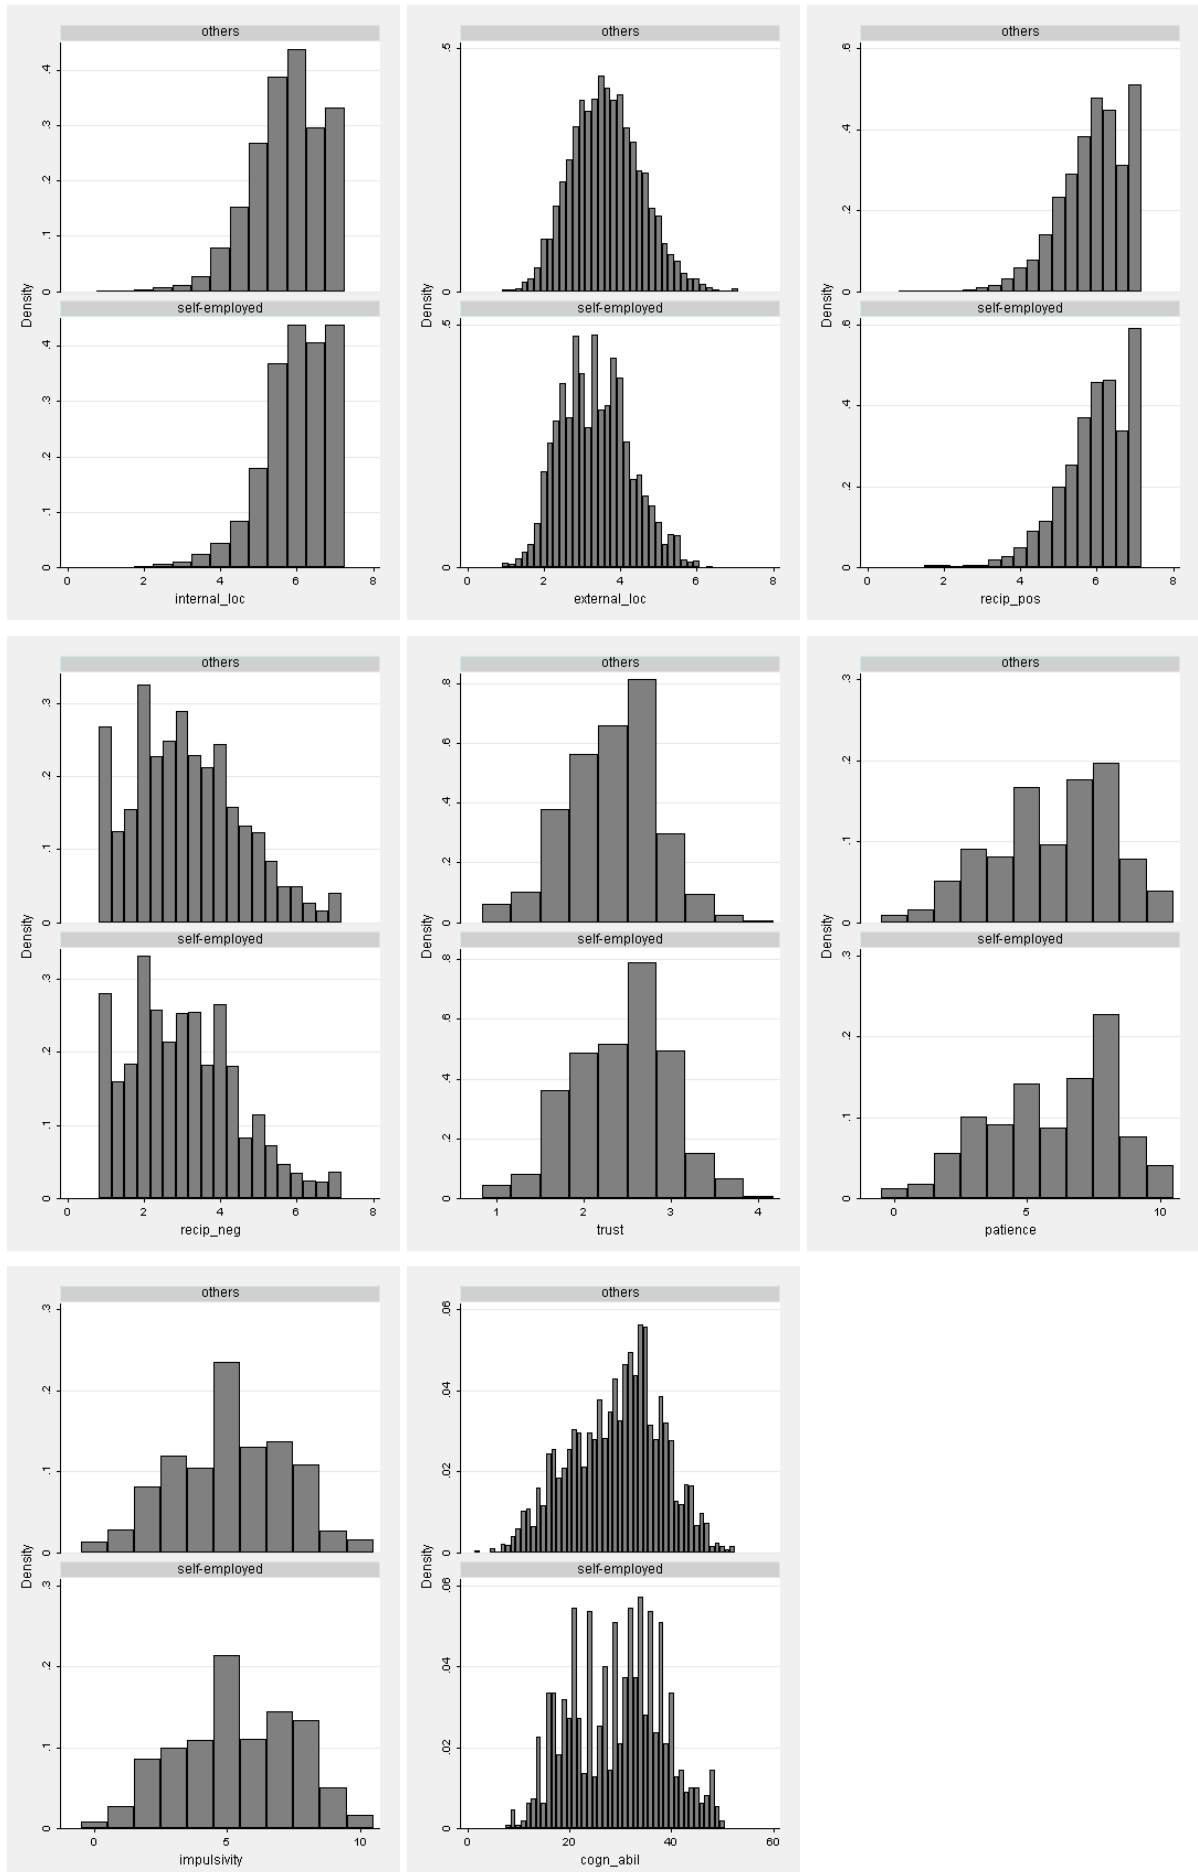 others
.4
.3
.2
.1
0
Density
self-employed
.4
.3
.2
.1
0
0 2 4 6 8
internal_loc
others
.5
0
Density
self-employed
.5
0
0 2 4 6 8
external_loc
others
.6
.4
.2
0
Density
self-employed
.6
.4
.2
0
0 2 4 6 8
recip_pos
others
.3
.2
.1
0
Density
self-employed
.3
.2
.1
0
0 2 4 6 8
recip_neg
others
.8
.6
.4
.2
0
Density
self-employed
.8
.6
.4
.2
0
1 2 3 4
trust
others
.3
.2
.1
0
Density
self-employed
.3
.2
.1
0
0 5 10
patience
others
.3
.2
.1
0
Density
self-employed
.3
.2
.1
0
0 5 10
impulsivity
others
.06
.04
.02
0
Density
self-employed
.06
.04
.02
0
0 20 40 60
cogn_abil